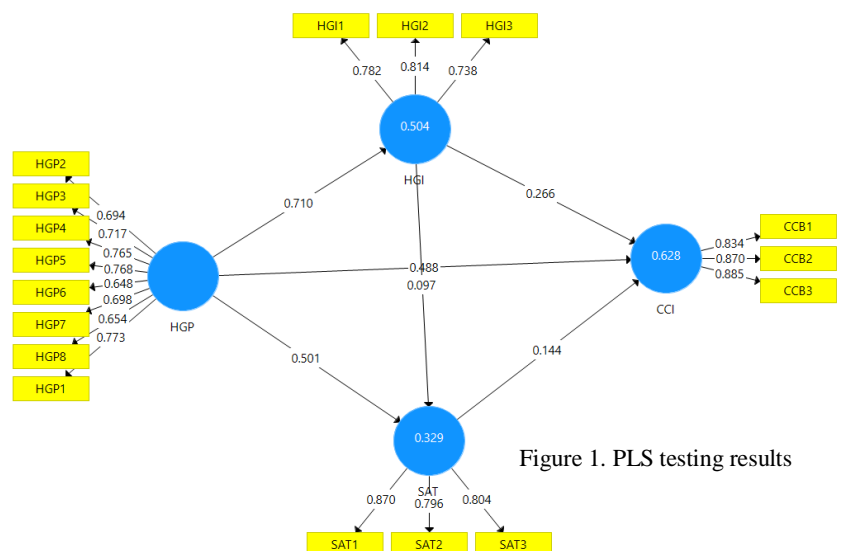 HGI1 HGI2 HGI3
0.782 0.814 0.738
0.504
HGI
HGP2
HGP3
HGP4
HGP5
HGP6
HGP7
HGP8
HGP1
0.694
0.717
0.765
0.768
0.648
0.698
0.654
0.773
HGP
0.710
0.266
0.488
0.097
0.501
0.144
0.628
CCI
0.834
0.870
0.885
CCB1
CCB2
CCB3
0.329
SAT
0.870 0.796 0.804
SAT1 SAT2 SAT3
Figure 1. PLS testing results